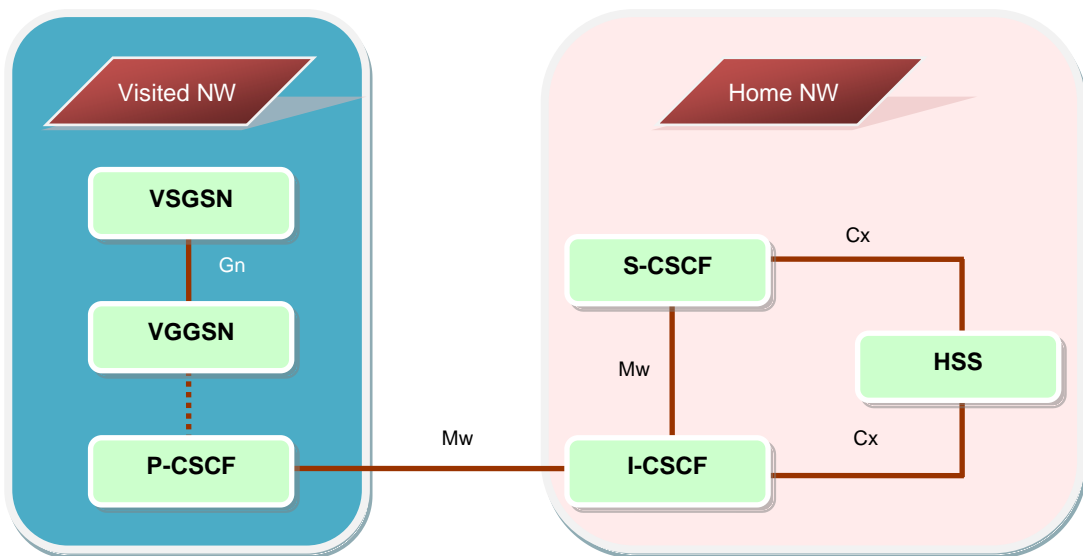 Visited NW
VSGSN
Gn
VGGSN
P-CSCF
Mw
Home NW
Cx
S-CSCF
Mw
HSS
Cx
I-CSCF